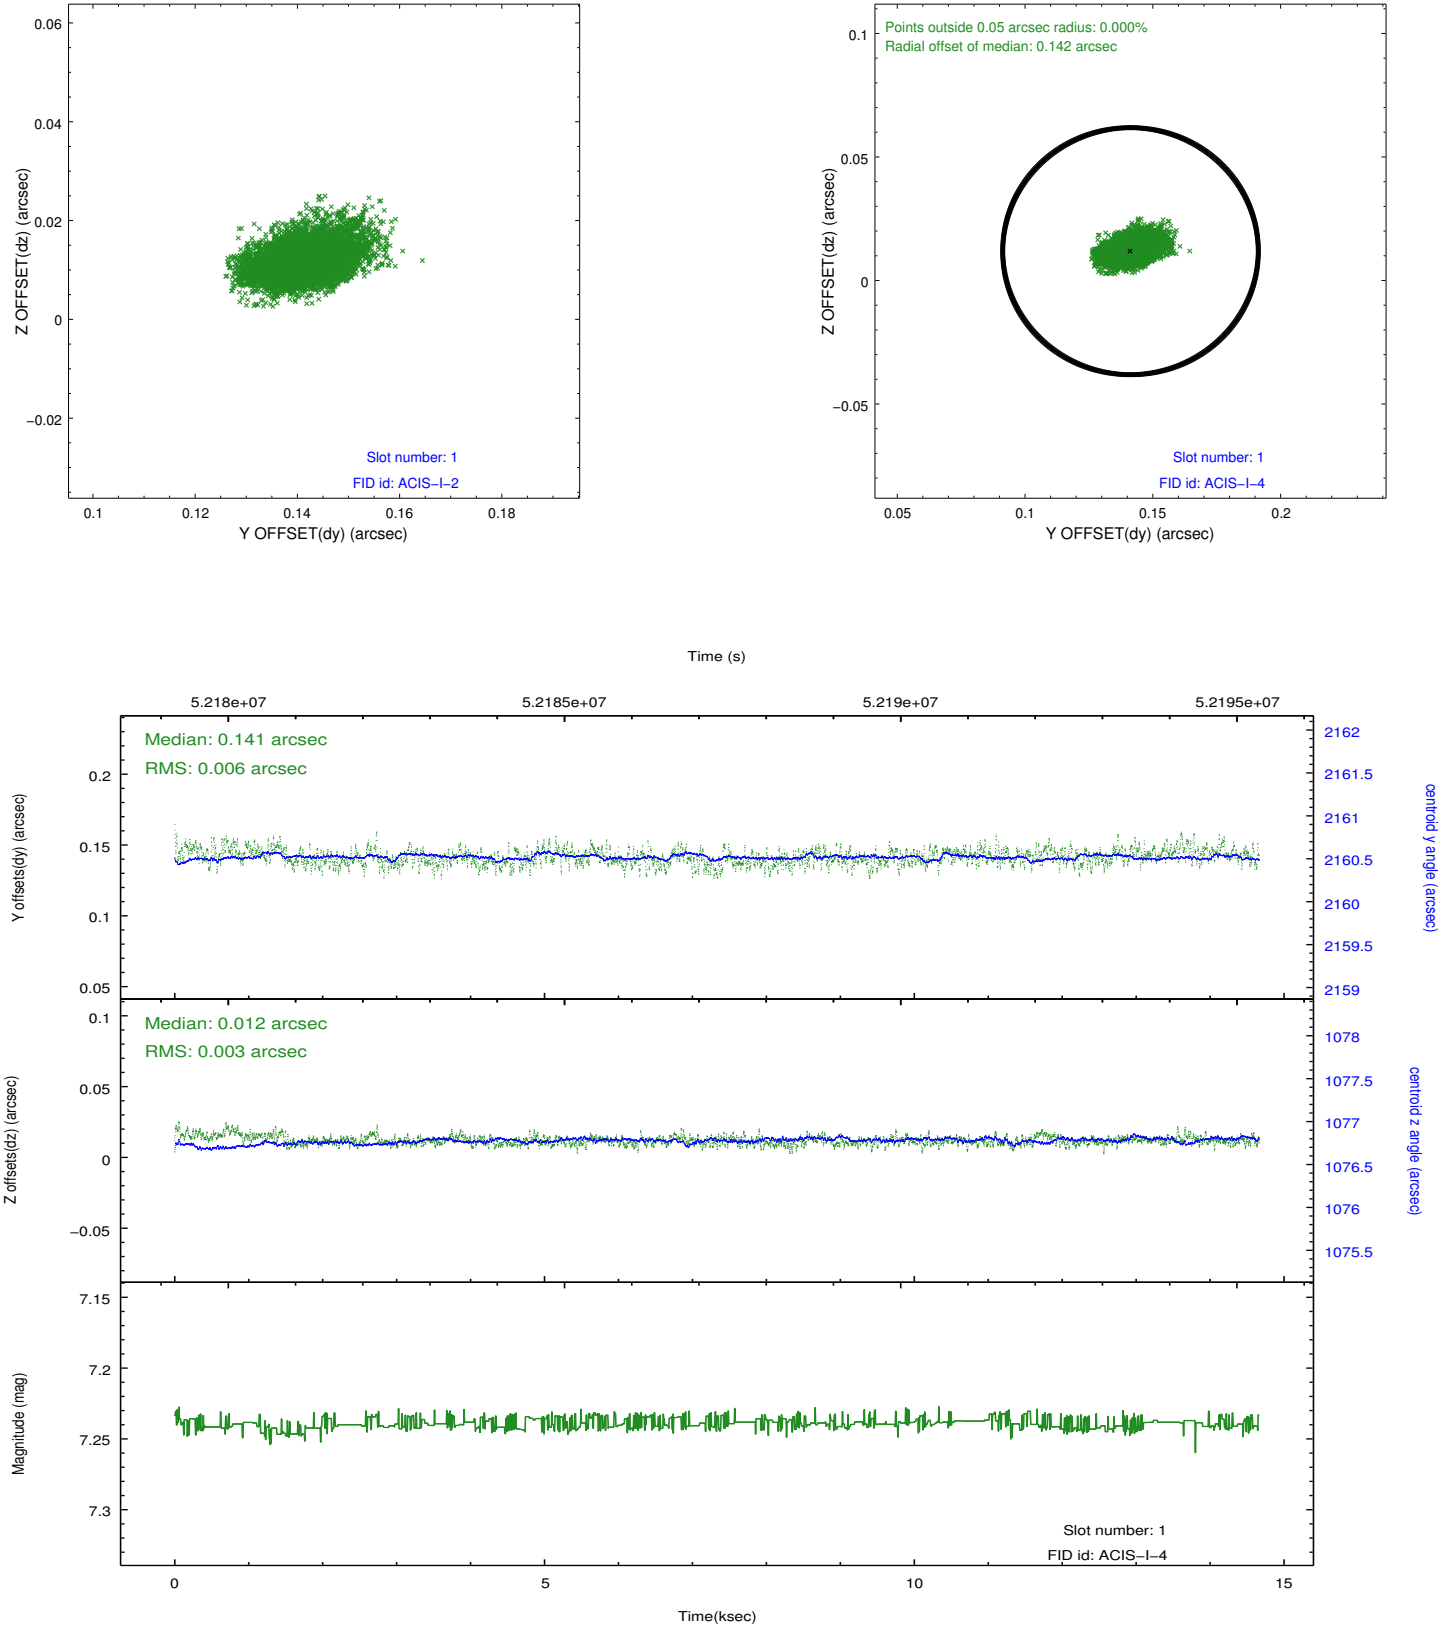 0.06
0.04
0.02
0
−0.02
Z OFFSET(dz) (arcsec)
Slot number: 1
FID id: ACIS−I−2
0.1 0.12 0.14 0.16 0.18
Y OFFSET(dy) (arcsec)
Points outside 0.05 arcsec radius: 0.000%
Radial offset of median: 0.142 arcsec
0.1
0.05
0
−0.05
Z OFFSET(dz) (arcsec)
Slot number: 1
FID id: ACIS−I−4
0.05 0.1 0.15 0.2
Y OFFSET(dy) (arcsec)
Time (s)
5.218e+07 5.2185e+07 5.219e+07 5.2195e+07
Median: 0.141 arcsec
RMS: 0.006 arcsec
0.2
0.15
0.1
0.05
Y offsets(dy) (arcsec)
2162
2161.5
2161
2160.5
2160
2159.5
2159
centroid y angle (arcsec)
Median: 0.012 arcsec
RMS: 0.003 arcsec
0.1
0.05
0
−0.05
Z offsets(dz) (arcsec)
1078
1077.5
1077
1076.5
1076
1075.5
centroid z angle (arcsec)
7.15
7.2
7.25
7.3
Magnitude (mag)
Slot number: 1
FID id: ACIS−I−4
0 5 10 15
Time(ksec)